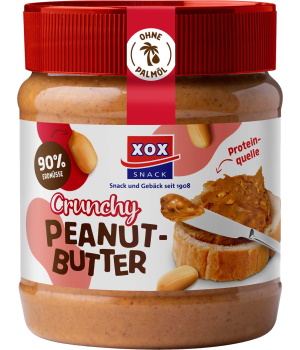 OHNE
PALMÖL
XOX
SNACK
Snack und Gebäck seit 1908
90%
ERDNÜSSE
Protein-
quelle
Crunchy
PEANUT-
BUTTER